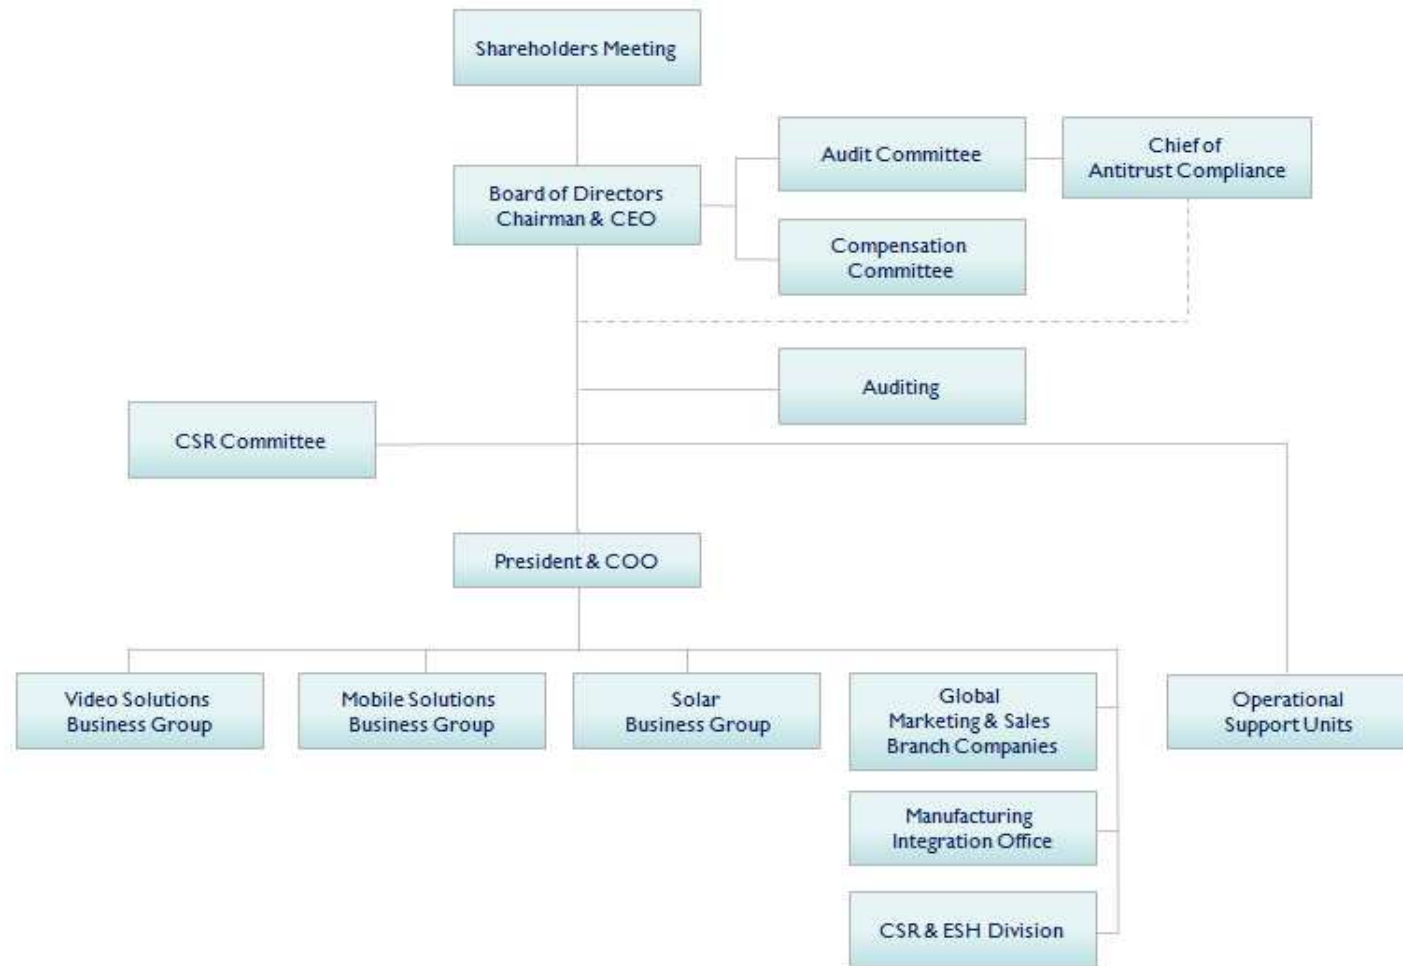 Shareholders Meeting
Audit Committee
Chief of
Antitrust Compliance
Board of Directors
Chairman & CEO
Compensation
Committee
Auditing
CSR Committee
President & COO
Video Solutions
Business Group
Mobile Solutions
Business Group
Solar
Business Group
Global
Marketing & Sales
Branch Companies
Operational
Support Units
Manufacturing
Integration Office
CSR & ESH Division